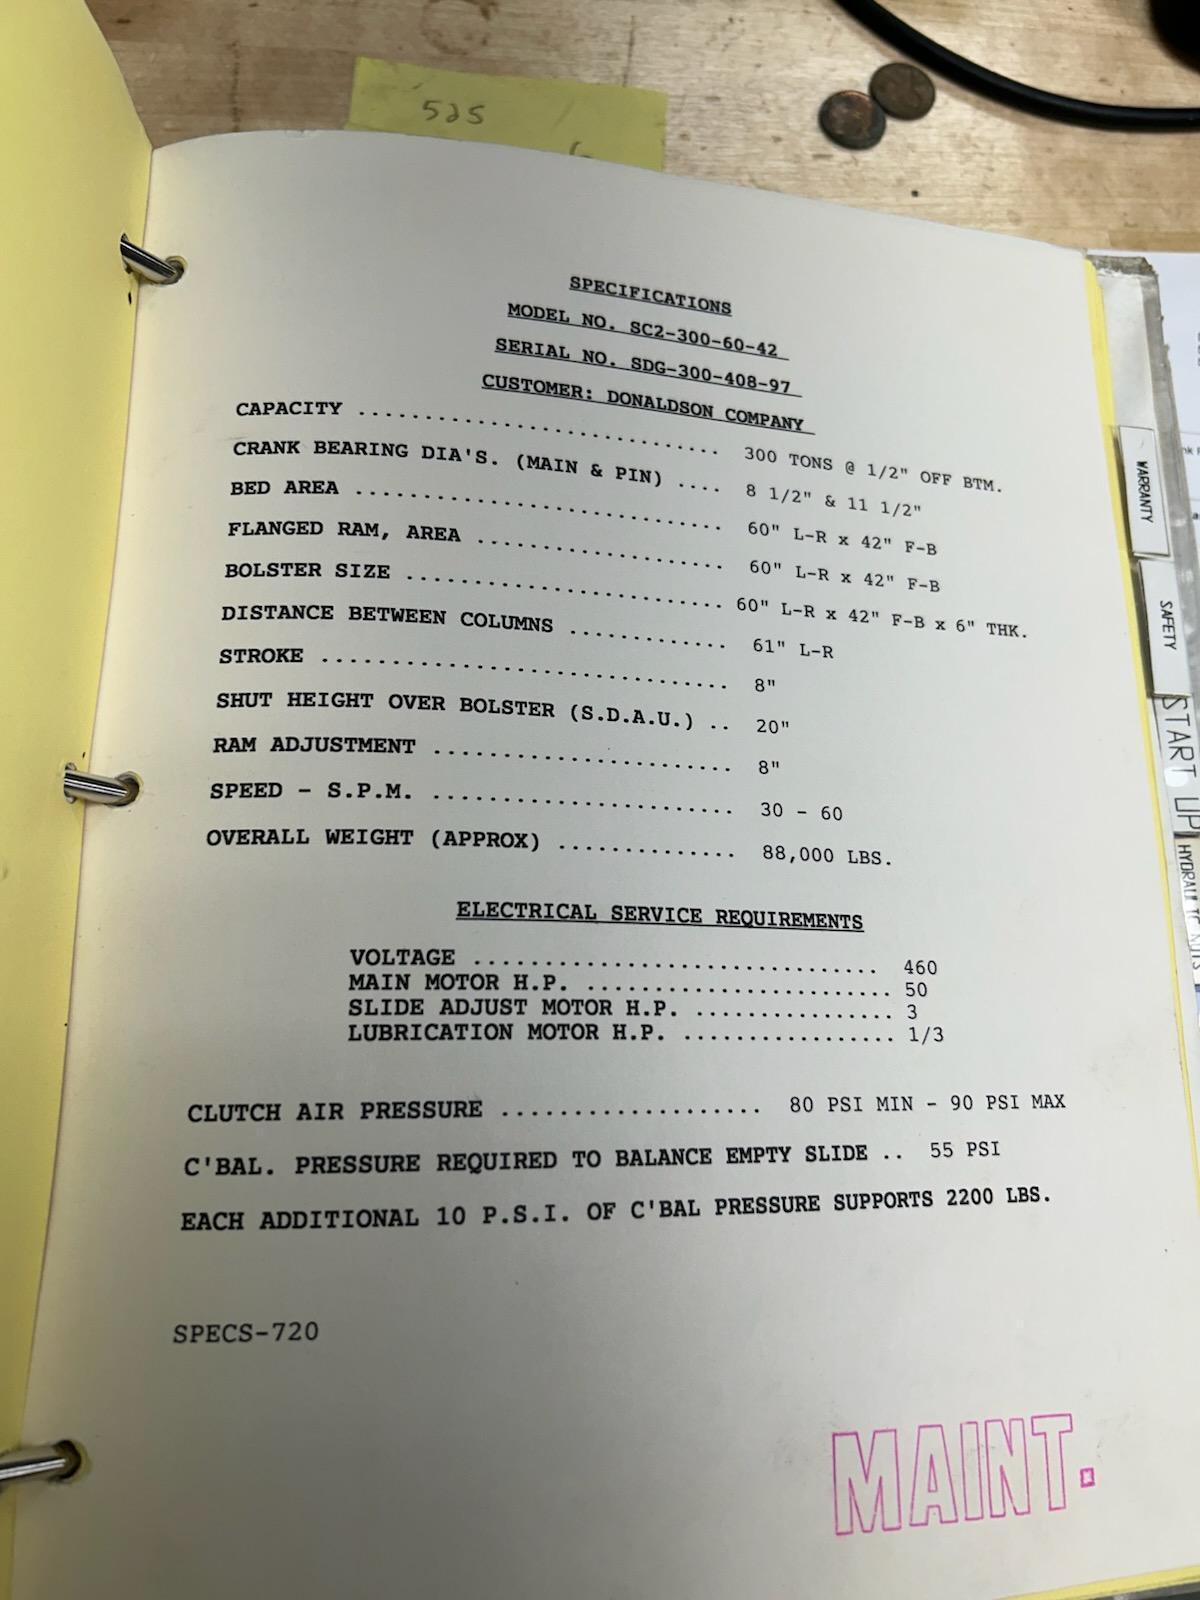 525
SPECIFICATIONS
MODEL NO. SC2-300-60-42
SERIAL NO. SDG-300-408-97
CUSTOMER: DONALDSON COMPANY
CAPACITY .............................. 300 TONS @ 1/2" OFF BTM.
CRANK BEARING DIA'S. (MAIN & PIN) .... 8 1/2" & 11 1/2"
BED AREA .............................. 60" L-R x 42" F-B
FLANGED RAM, AREA ..................... 60" L-R x 42" F-B
BOLSTER SIZE .......................... 60" L-R x 42" F-B x 6" THK.
DISTANCE BETWEEN COLUMNS ............. 61" L-R
STROKE ................................. 8"
SHUT HEIGHT OVER BOLSTER (S.D.A.U.) .. 20"
RAM ADJUSTMENT ......................... 8"
SPEED - S.P.M. ......................... 30 - 60
OVERALL WEIGHT (APPROX) .............. 88,000 LBS.
ELECTRICAL SERVICE REQUIREMENTS
VOLTAGE ............................... 460
MAIN MOTOR H.P. ....................... 50
SLIDE ADJUST MOTOR H.P. ............... 3
LUBRICATION MOTOR H.P. ................ 1/3
CLUTCH AIR PRESSURE ................... 80 PSI MIN - 90 PSI MAX
C'BAL. PRESSURE REQUIRED TO BALANCE EMPTY SLIDE .. 55 PSI
EACH ADDITIONAL 10 P.S.I. OF C'BAL PRESSURE SUPPORTS 2200 LBS.
SPECS-720
MAINT.
WARRANTY
SAFETY
START UP
HYDRAULIC